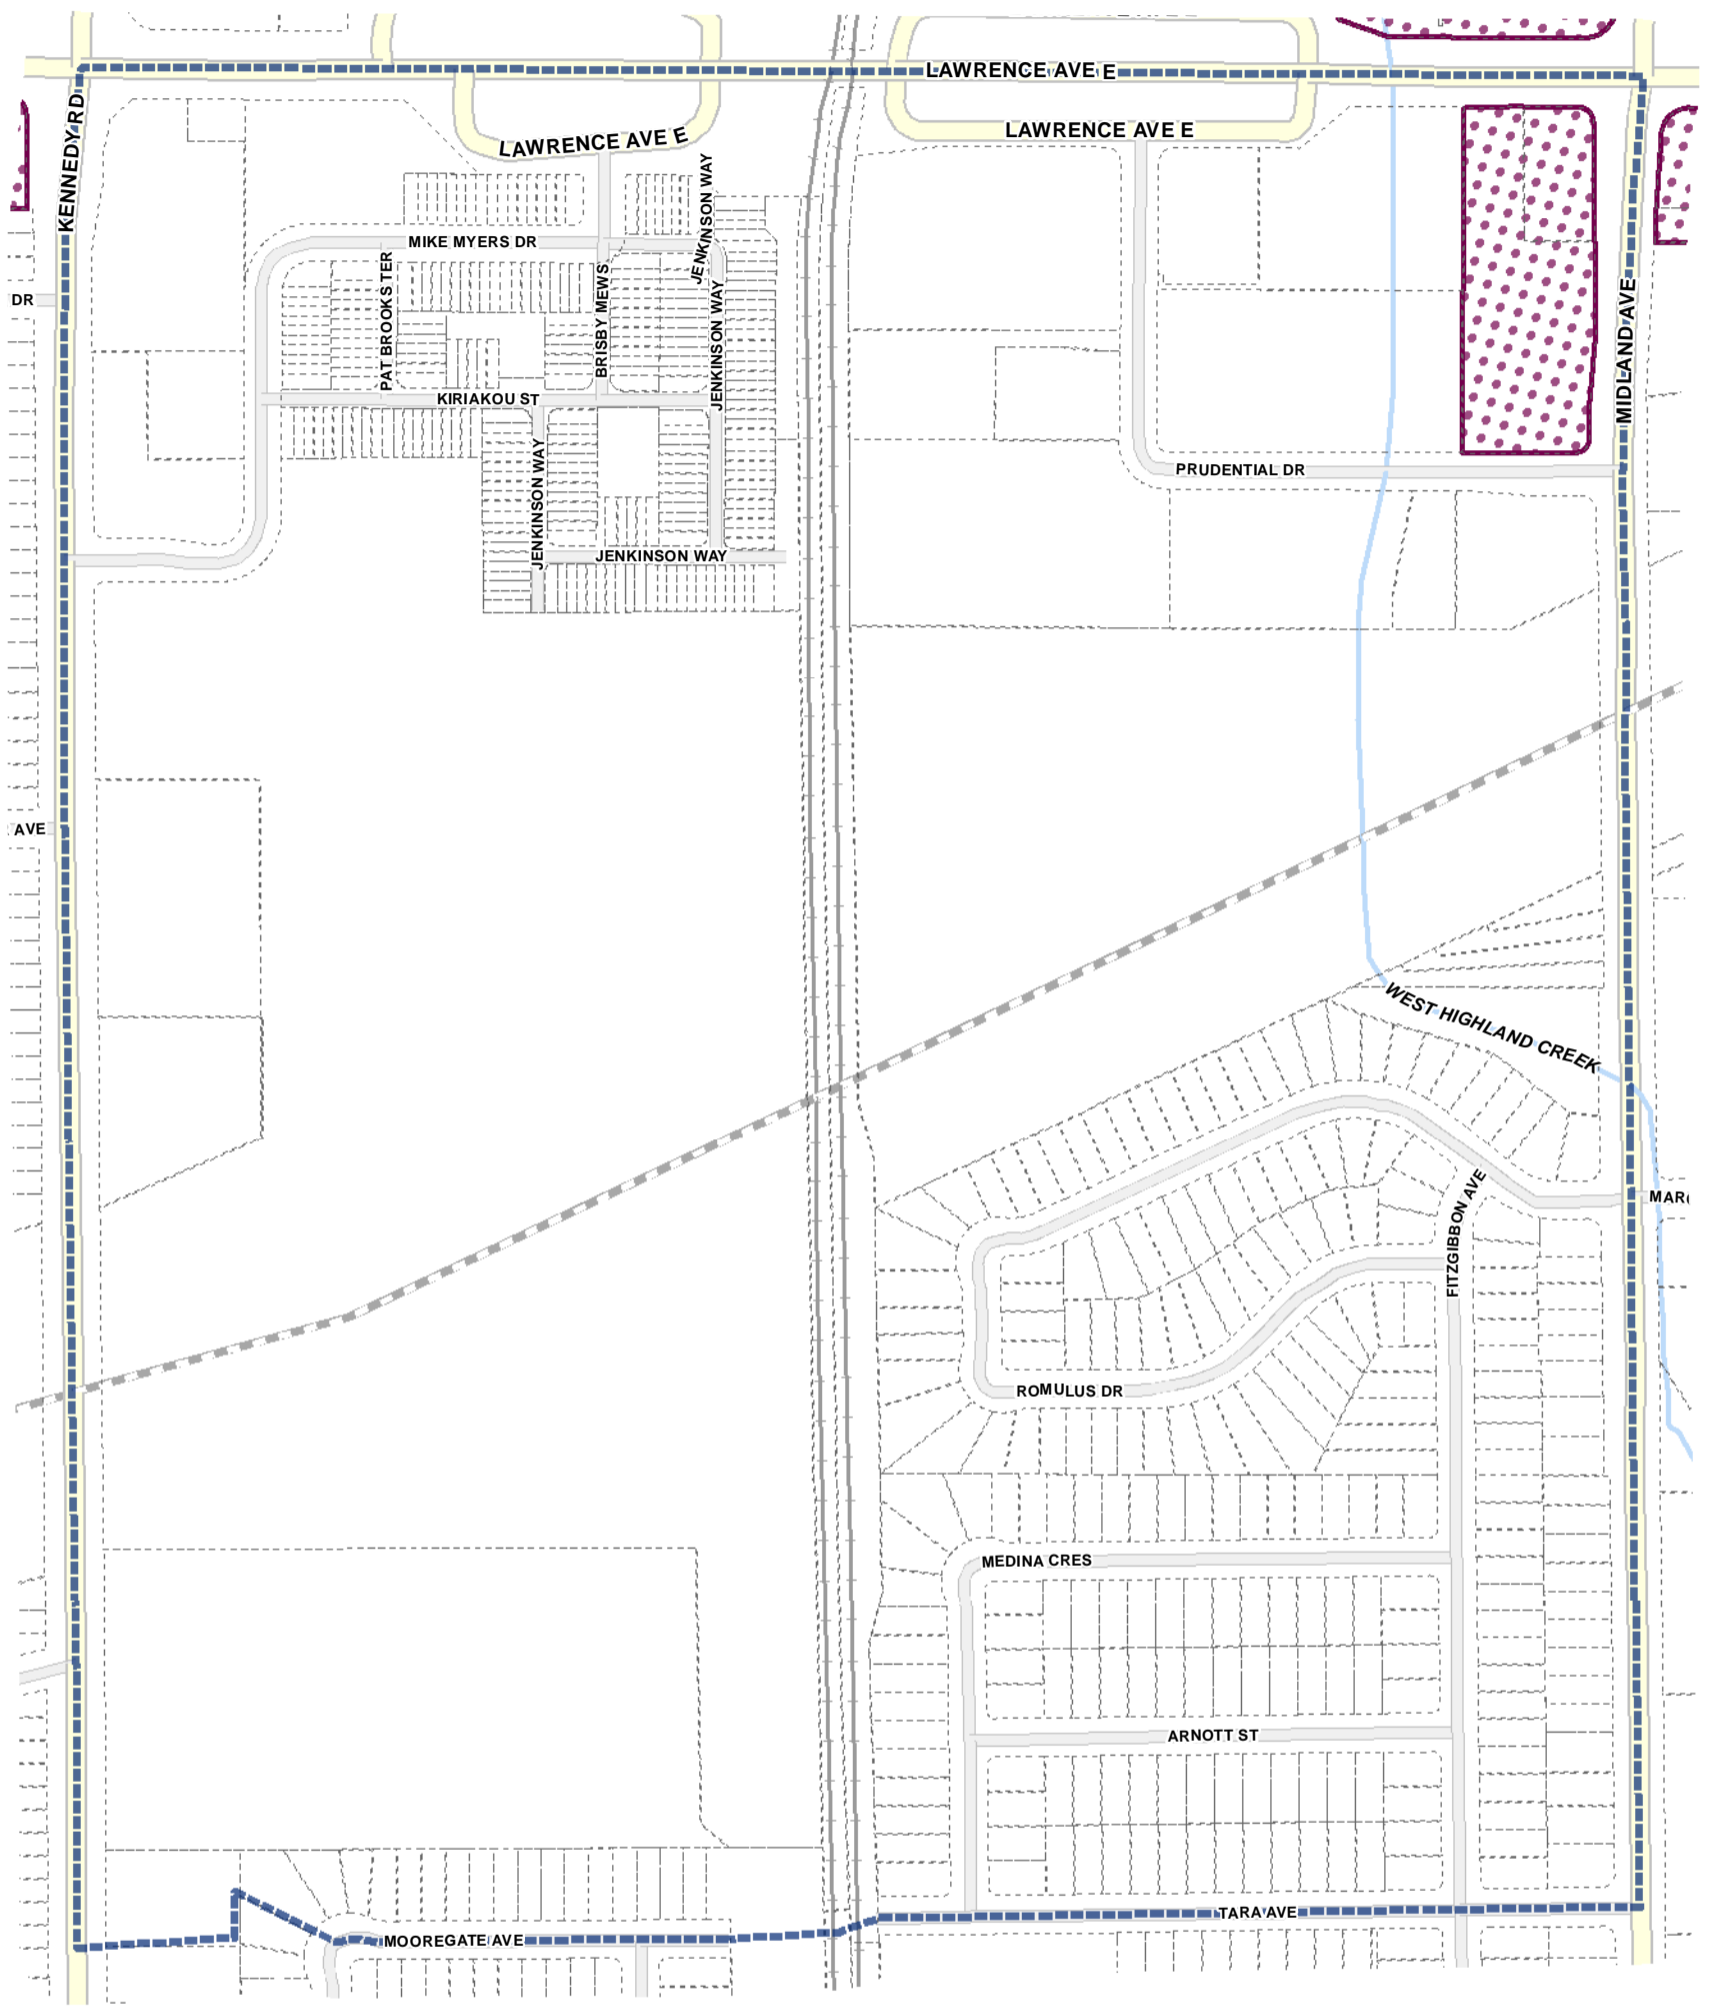 LAWRENCE AVE E
KENNEDY RD
LAWRENCE AVE E
LAWRENCE AVE E
JENKINSON WAY
MIKE MYERS DR
DR
PAT BROOKS TER
BRISBY MEWS
JENKINSON WAY
MIDLAND AVE
KIRIAKOU ST
PRUDENTIAL DR
JENKINSON WAY
JENKINSON WAY
AVE
WEST HIGHLAND CREEK
FITZGIBBON AVE
MAR
ROMULUS DR
MEDINA CRES
ARNOTT ST
TARA AVE
MOOREGATE AVE